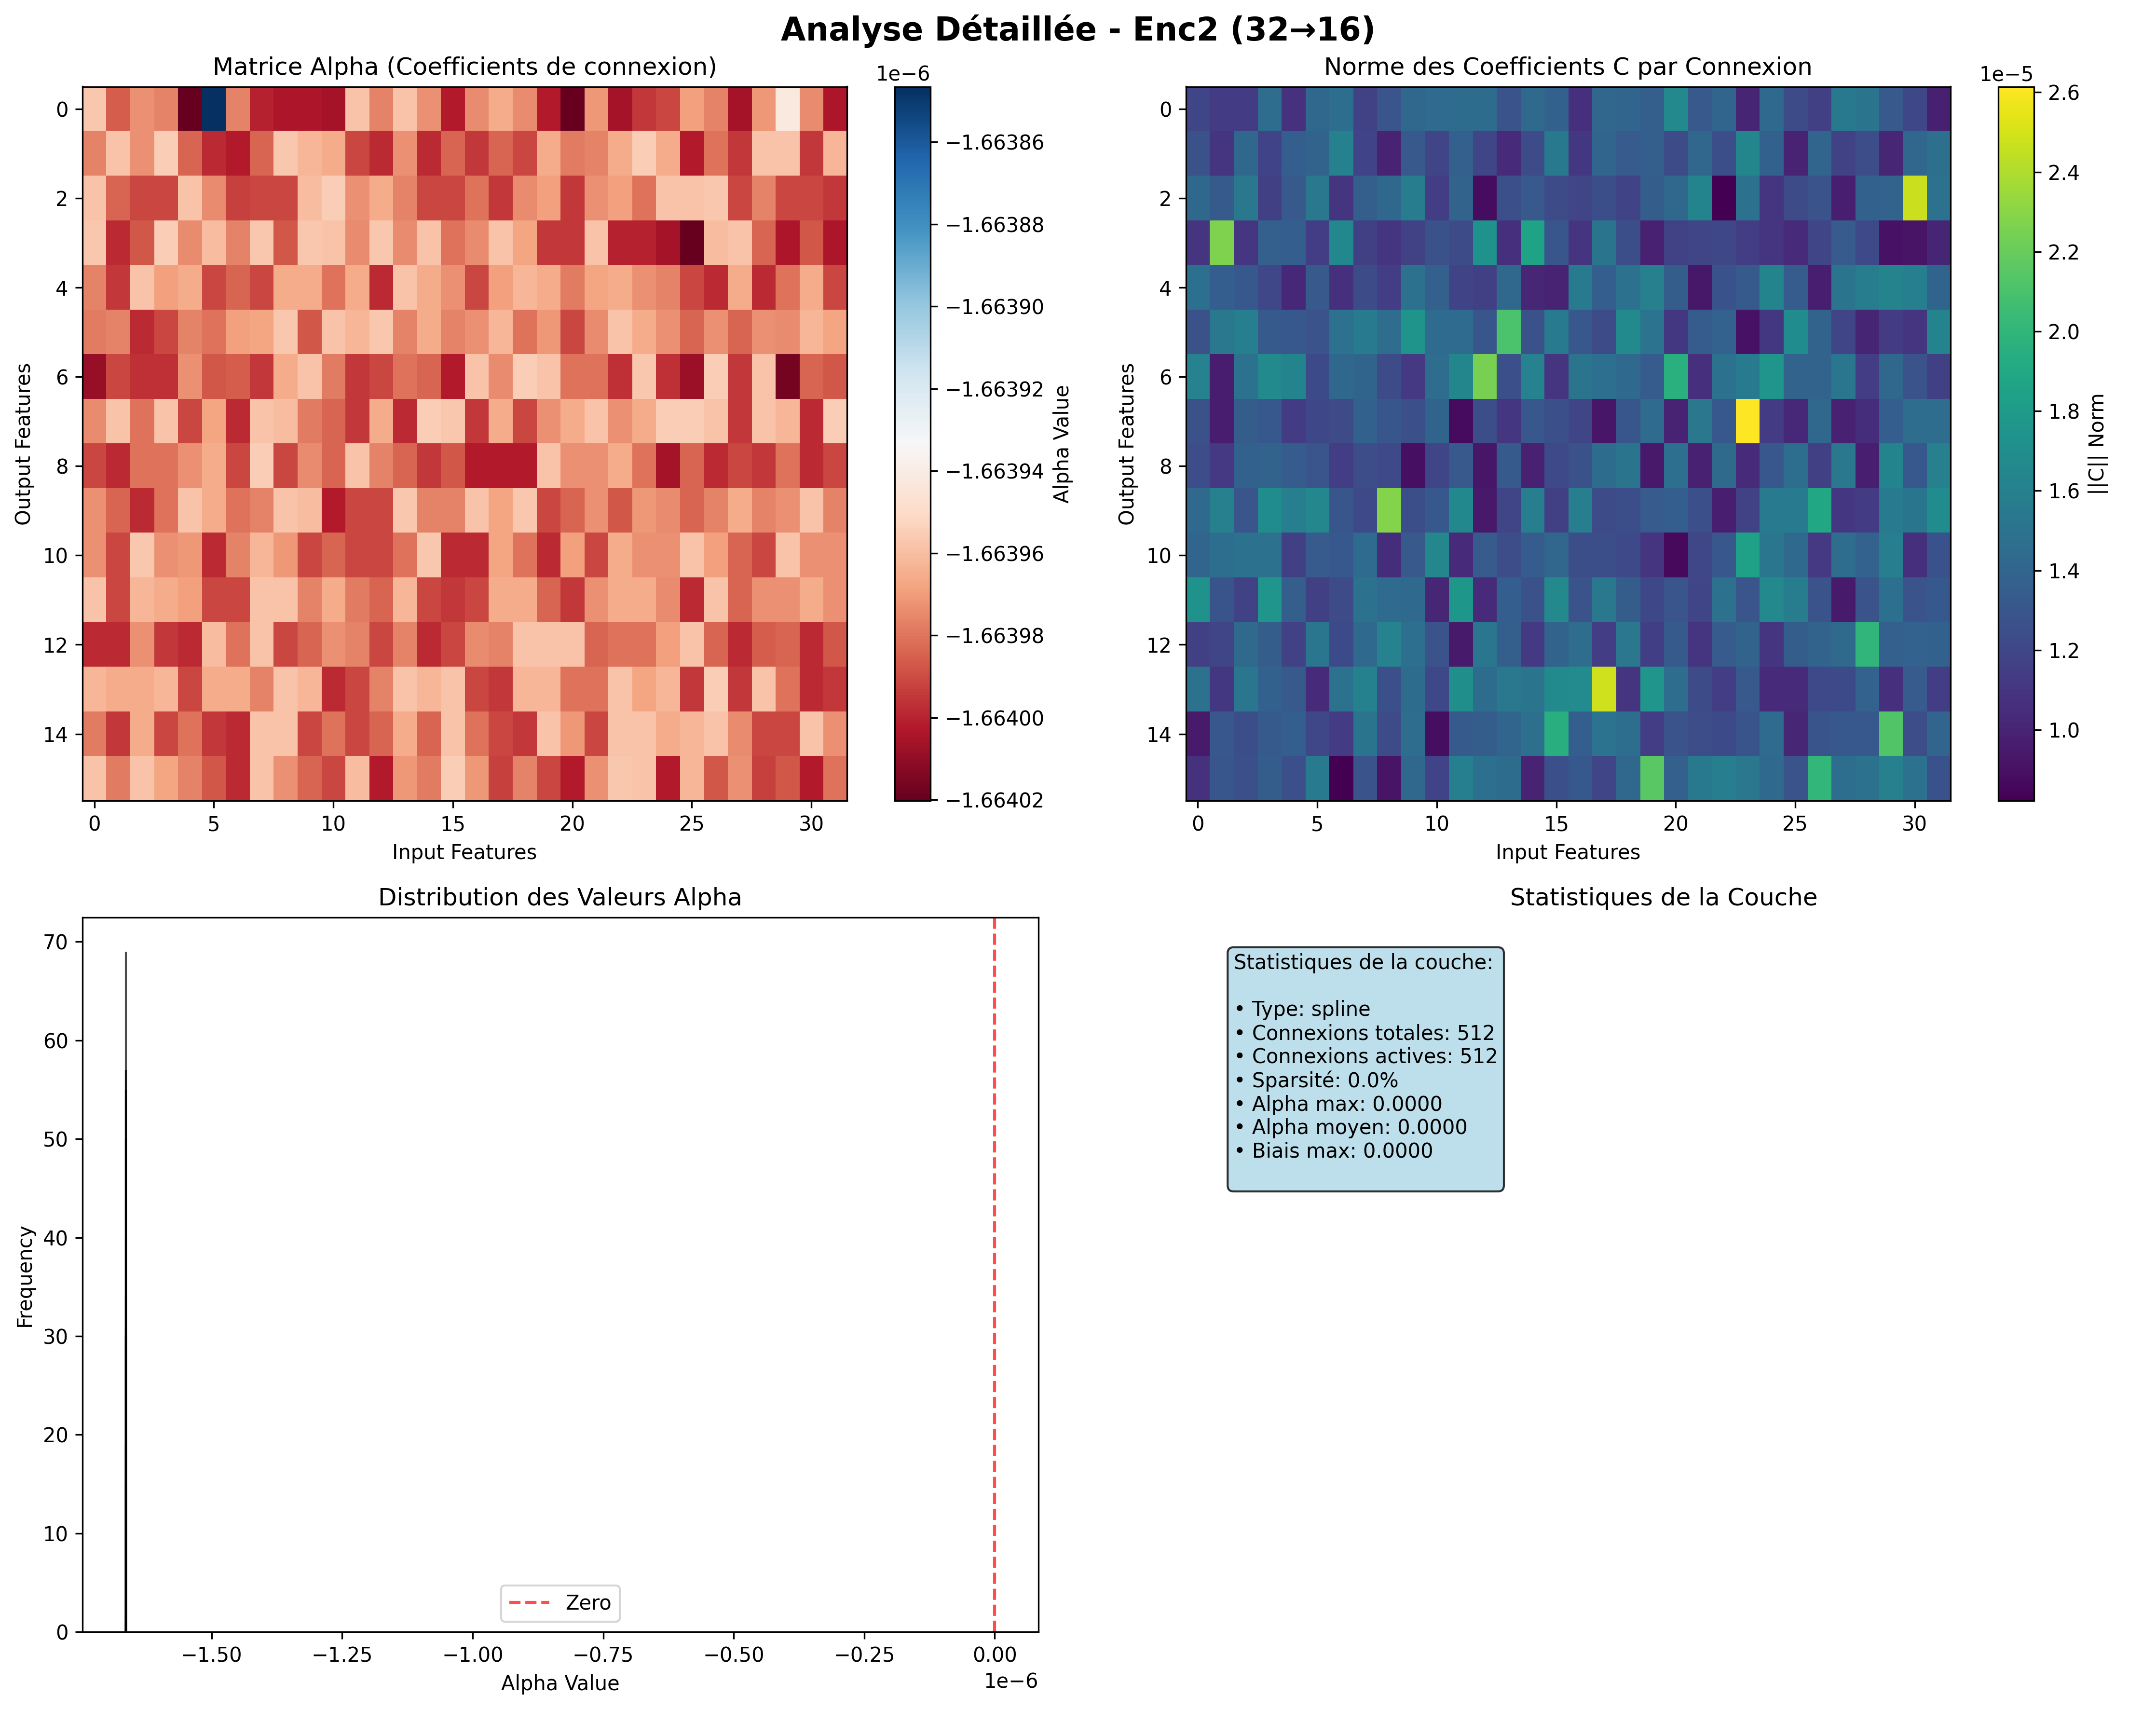 Analyse Détaillée - Enc2 (32→16)
Matrice Alpha (Coefficients de connexion)
1e−6
0
2
4
6
8
10
12
14
Output Features
0 5 10 15 20 25 30
Input Features
−1.66386
−1.66388
−1.66390
−1.66392
−1.66394
−1.66396
−1.66398
−1.66400
−1.66402
Alpha Value
Norme des Coefficients C par Connexion
1e−5
0
2
4
6
8
10
12
14
Output Features
0 5 10 15 20 25 30
Input Features
2.6
2.4
2.2
2.0
1.8
1.6
1.4
1.2
1.0
||C|| Norm
Distribution des Valeurs Alpha
70
60
50
40
30
20
10
0
Frequency
Zero
−1.50 −1.25 −1.00 −0.75 −0.50 −0.25 0.00
1e−6
Alpha Value
Statistiques de la Couche
Statistiques de la couche:
• Type: spline
• Connexions totales: 512
• Connexions actives: 512
• Sparsité: 0.0%
• Alpha max: 0.0000
• Alpha moyen: 0.0000
• Biais max: 0.0000